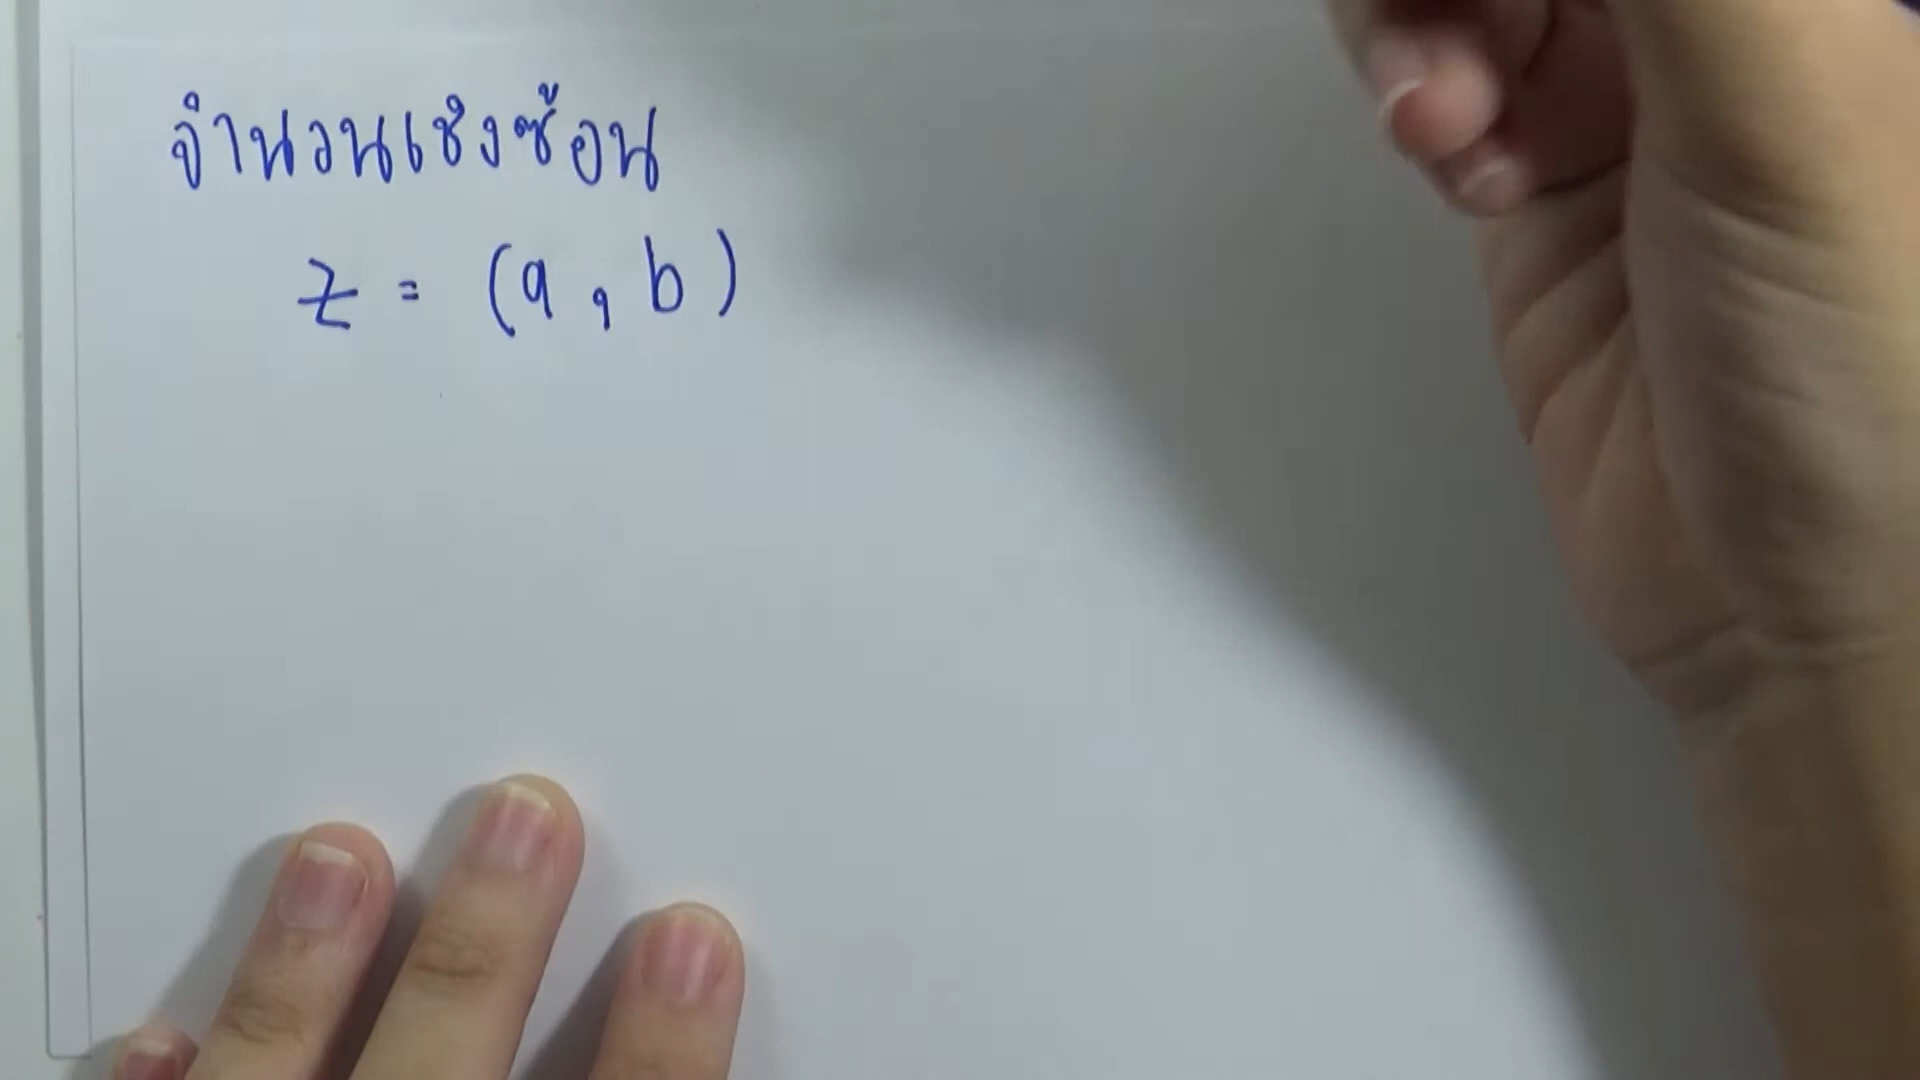 จำนวนเชิงซ้อน
z = (a , b)